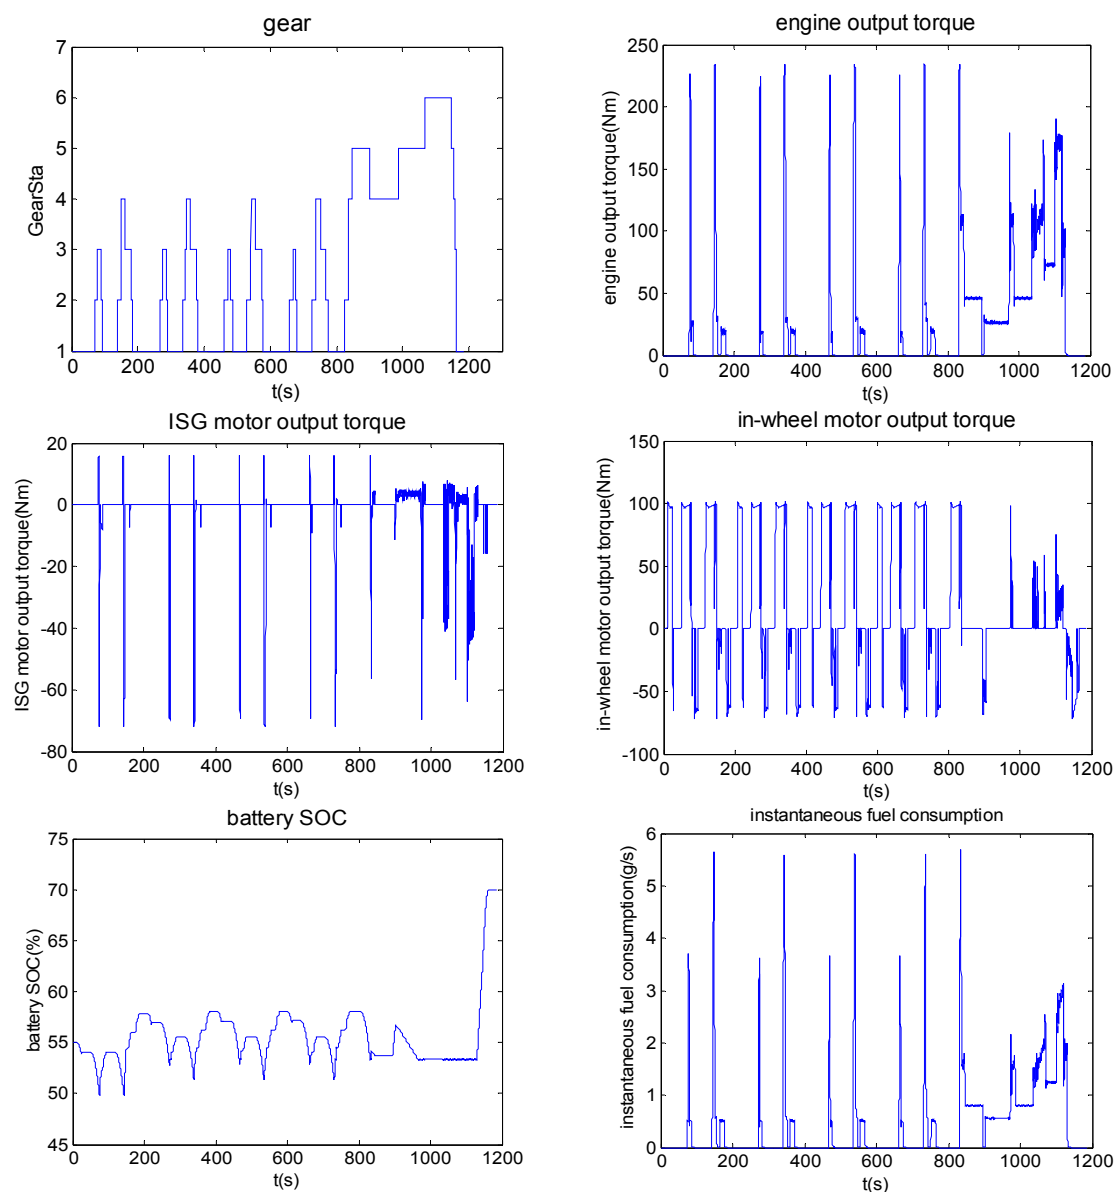 gear
7
6
5
4
3
2
1
GearSta
0 200 400 600 800 1000 1200
t(s)
engine output torque
250
200
150
100
50
0
engine output torque(Nm)
0 200 400 600 800 1000 1200
t(s)
ISG motor output torque
20
0
-20
-40
-60
-80
ISG motor output torque(Nm)
0 200 400 600 800 1000 1200
t(s)
in-wheel motor output torque
150
100
50
0
-50
-100
in-wheel motor output torque(Nm)
0 200 400 600 800 1000 1200
t(s)
battery SOC
75
70
65
60
55
50
45
battery SOC(%)
0 200 400 600 800 1000 1200
t(s)
instantaneous fuel consumption
6
5
4
3
2
1
0
instantaneous fuel consumption(g/s)
0 200 400 600 800 1000 1200
t(s)